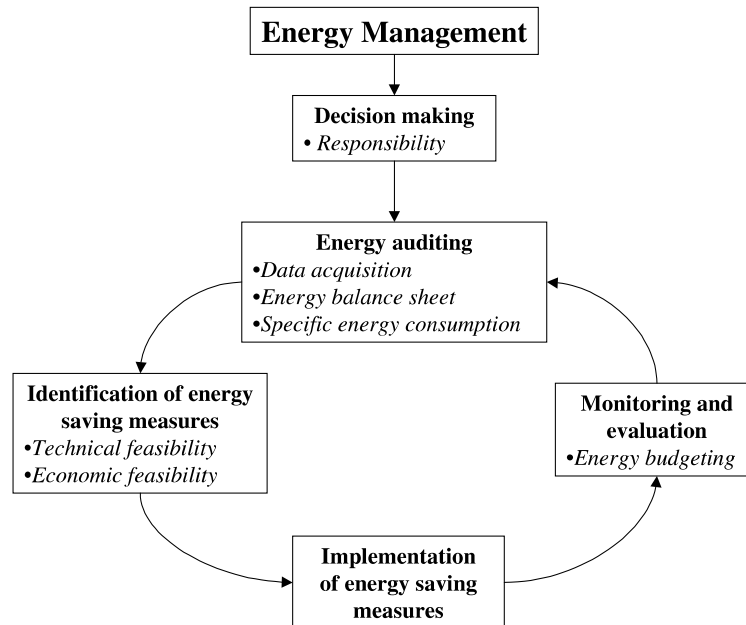 Energy Management
Decision making
• Responsibility
Energy auditing
•Data acquisition
•Energy balance sheet
•Specific energy consumption
Identification of energy
saving measures
•Technical feasibility
•Economic feasibility
Monitoring and
evaluation
•Energy budgeting
Implementation
of energy saving
measures